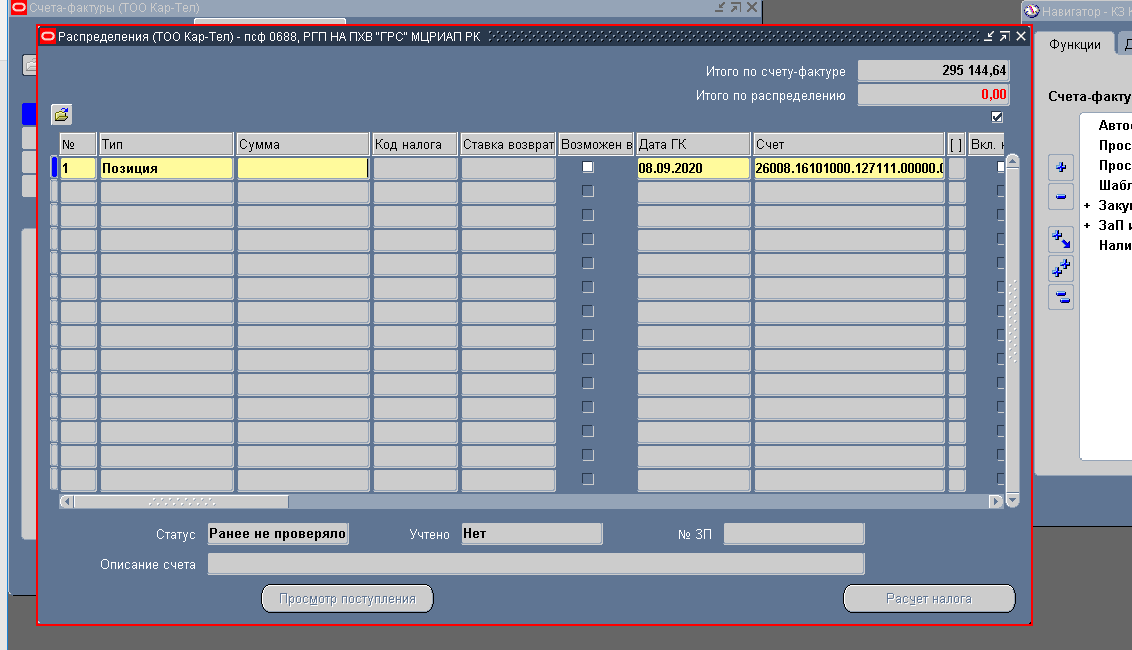 Счета-фактуры (ТОО Кар-Тел)
Навигатор - КЗ К
Распределения (ТОО Кар-Тел) - псф 0688, РГП НА ПХВ "ГРС" МЦРИАП РК
Функции
Итого по счету-фактуре 295 144,64
Итого по распределению 0,00
Счета-факту
№ Тип Сумма Код налога Ставка возврат Возможен в Дата ГК Счет [ ] Вкл.
1 Позиция 08.09.2020 26008.16101000.127111.00000.0
Авто
Прос
Прос
Шабл
+ Заку
+ ЗаП и
Нали
Статус Ранее не проверяло Учтено Нет № ЗП
Описание счета
Просмотр поступления Расчет налога